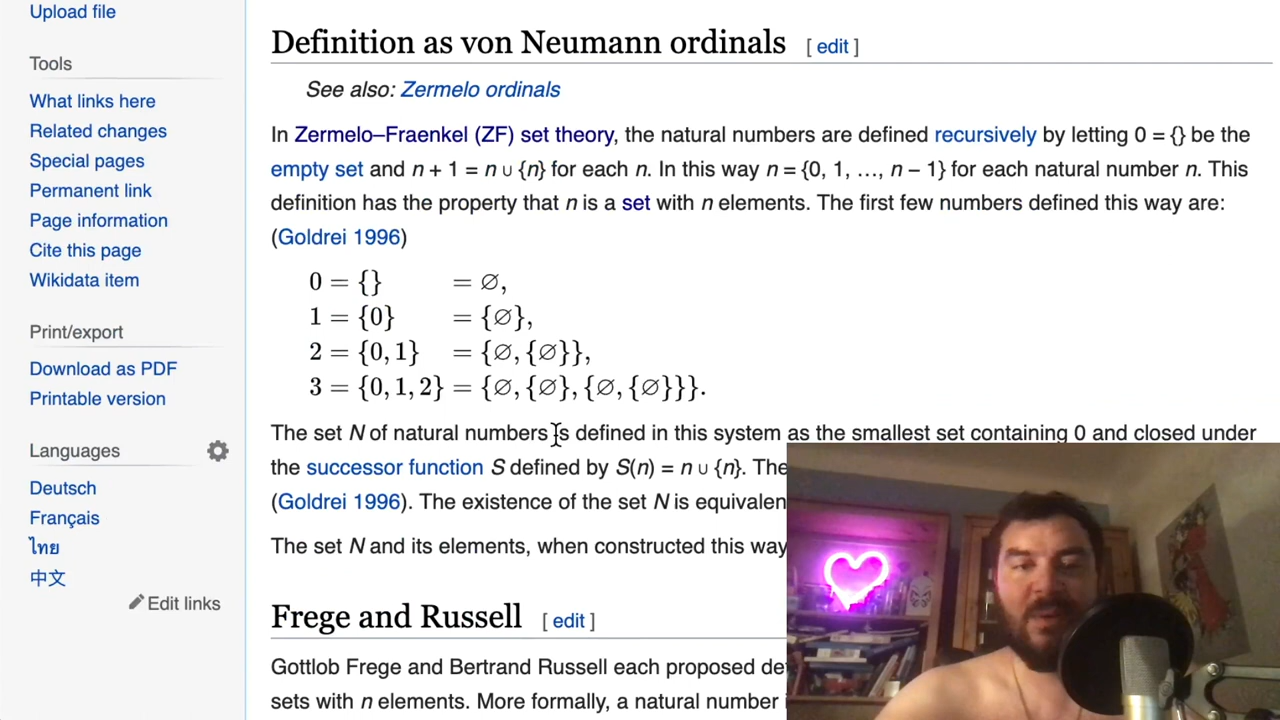 Upload file
Tools
What links here
Related changes
Special pages
Permanent link
Page information
Cite this page
Wikidata item
Print/export
Download as PDF
Printable version
Languages
Deutsch
Français
ไทย
中文
Edit links
Definition as von Neumann ordinals [ edit ]
See also: Zermelo ordinals
In Zermelo–Fraenkel (ZF) set theory, the natural numbers are defined recursively by letting 0 = {} be the
empty set and n + 1 = n ∪ {n} for each n. In this way n = {0, 1, …, n − 1} for each natural number n. This
definition has the property that n is a set with n elements. The first few numbers defined this way are:
(Goldrei 1996)
0 = {} = ∅,
1 = {0} = {∅},
2 = {0, 1} = {∅, {∅}},
3 = {0, 1, 2} = {∅, {∅}, {∅, {∅}}}.
The set N of natural numbers is defined in this system as the smallest set containing 0 and closed under
the successor function S defined by S(n) = n ∪ {n}. The
(Goldrei 1996). The existence of the set N is equivalen
The set N and its elements, when constructed this way
Frege and Russell [ edit ]
Gottlob Frege and Bertrand Russell each proposed de
sets with n elements. More formally, a natural number